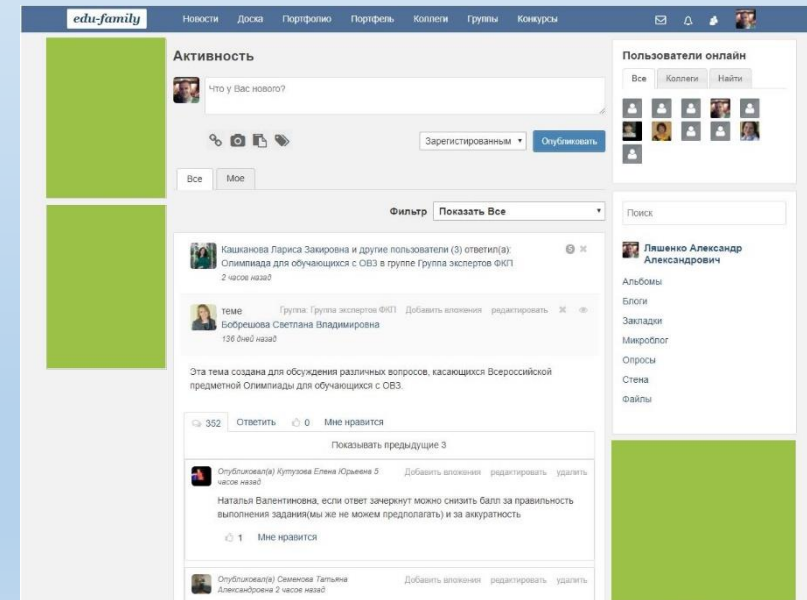 edu-family
Новости Доска Портфолио Портфель Коллеги Группы Конкурсы
Активность
Что у Вас нового?
Зарегистрированным
Опубликовать
Все Мое
Фильтр Показать Все
Кашканова Лариса Закировна и другие пользователи (3) ответил(а):
Олимпиада для обучающихся с ОВЗ в группе Группа экспертов ФКП
2 часов назад
5
теме Группа: Группа экспертов ФКП Добавить вложения редактировать
Бобрешова Светлана Владимировна
136 дней назад
Эта тема создана для обсуждения различных вопросов, касающихся Всероссийской
предметной Олимпиады для обучающихся с ОВЗ.
352 Ответить 0 Мне нравится
Показывать предыдущие 3
Опубликовал(а) Кутузова Елена Юрьевна 5
часов назад
Добавить вложения редактировать удалить
Наталья Валентиновна, если ответ зачеркнут можно снизить балл за правильность
выполнения задания(мы же не можем предполагать) и за аккуратность
1 Мне нравится
Опубликовал(а) Семенова Татьяна
Александровна 2 часов назад
Добавить вложения редактировать удалить
Пользователи онлайн
Все Коллеги Найти
Поиск
Ляшенко Александр
Александрович
Альбомы
Блоги
Закладки
Микроблог
Опросы
Стена
Файлы